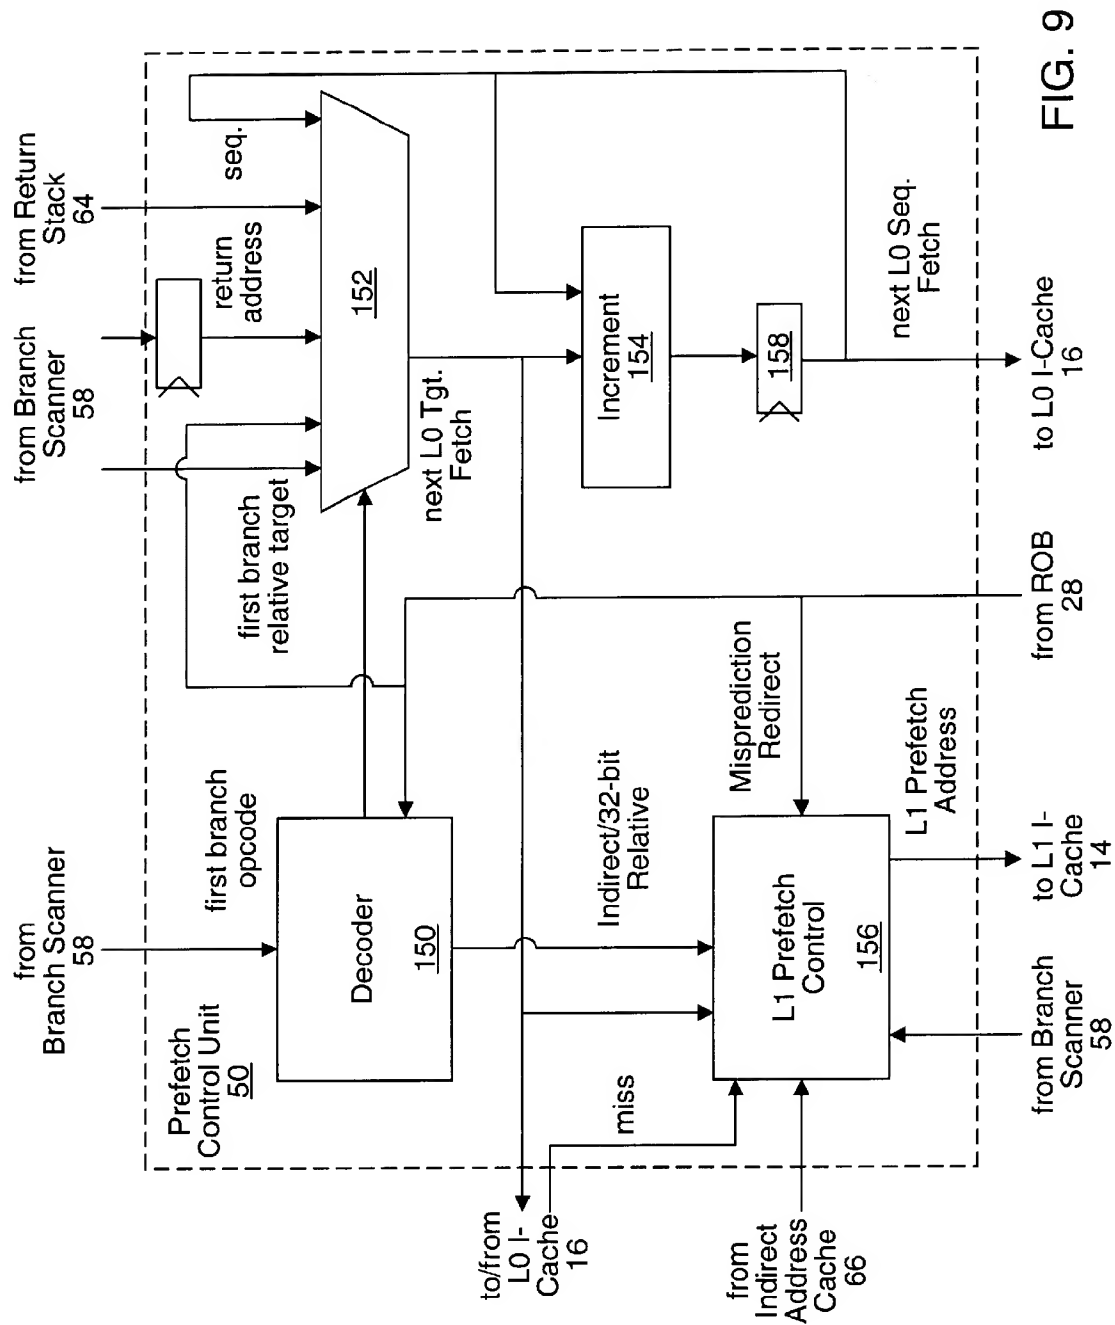 from
Branch Scanner
58
from Branch
Scanner
58
from Return
Stack
64
Prefetch
Control Unit
50
first branch
opcode
first branch
relative target
return
address
seq.
Decoder
150
152
next L0 Tgt.
Fetch
to/from
L0 I-
Cache
16
miss
Indirect/32-bit
Relative
Increment
154
L1 Prefetch
Control
156
Misprediction
Redirect
158
next L0 Seq.
Fetch
from
Indirect
Address
Cache
66
L1 Prefetch
Address
from Branch
Scanner
58
to L1 I-
Cache
14
from ROB
28
to L0 I-Cache
16
FIG. 9